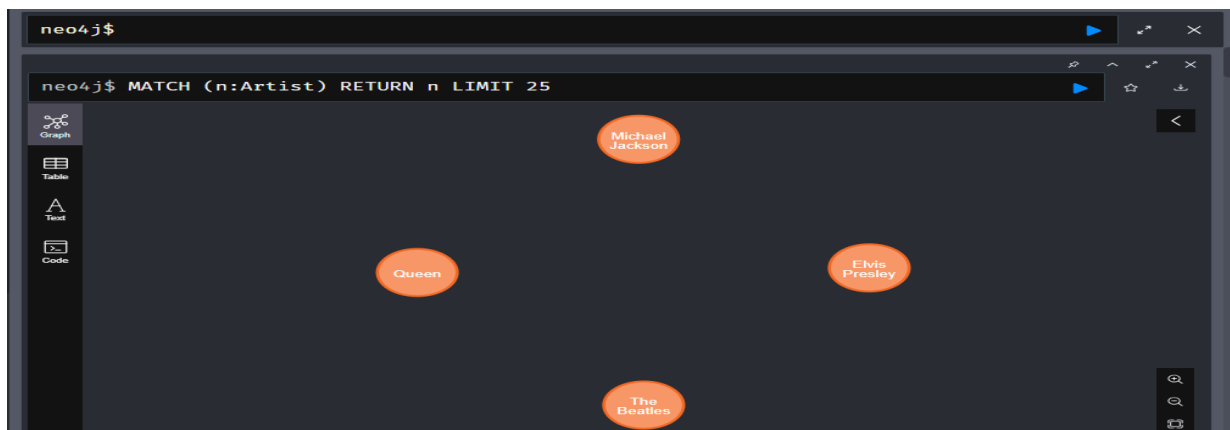 neo4j$
neo4j$ MATCH (n:Artist) RETURN n LIMIT 25
Graph
Table
Text
Code
Michael
Jackson
Queen
Elvis
Presley
The
Beatles